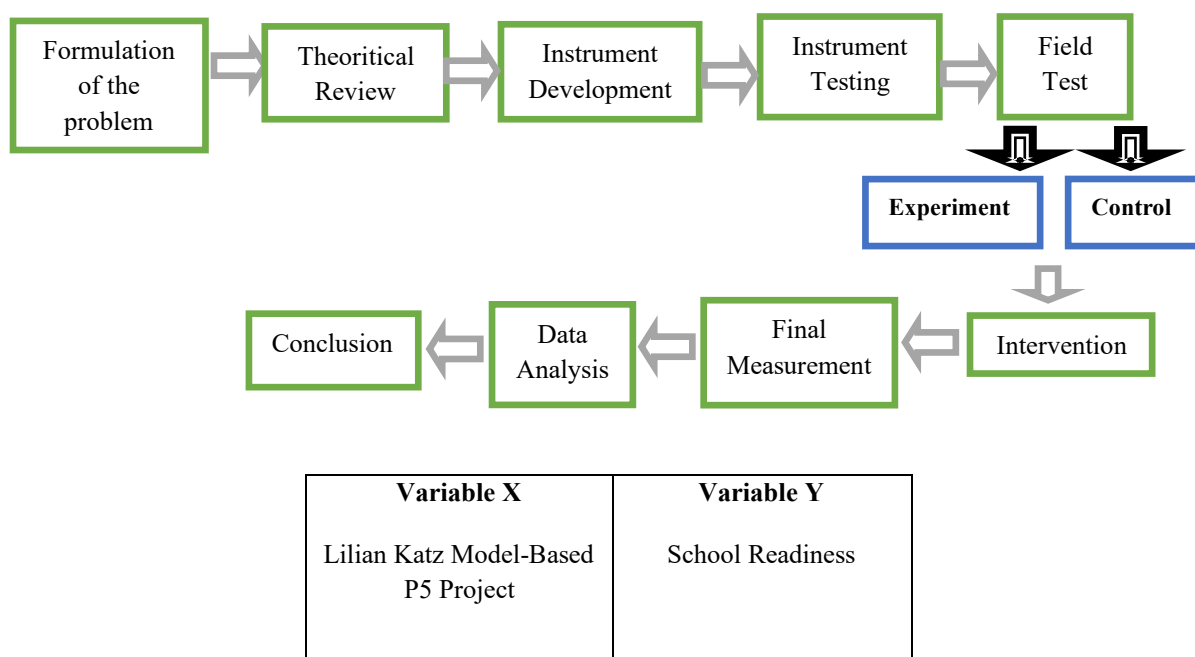 Formulation
of the
problem
Theoritical
Review
Instrument
Development
Instrument
Testing
Field
Test
Experiment
Control
Intervention
Final
Measurement
Data
Analysis
Conclusion
Variable X
Lilian Katz Model-Based
P5 Project
Variable Y
School Readiness